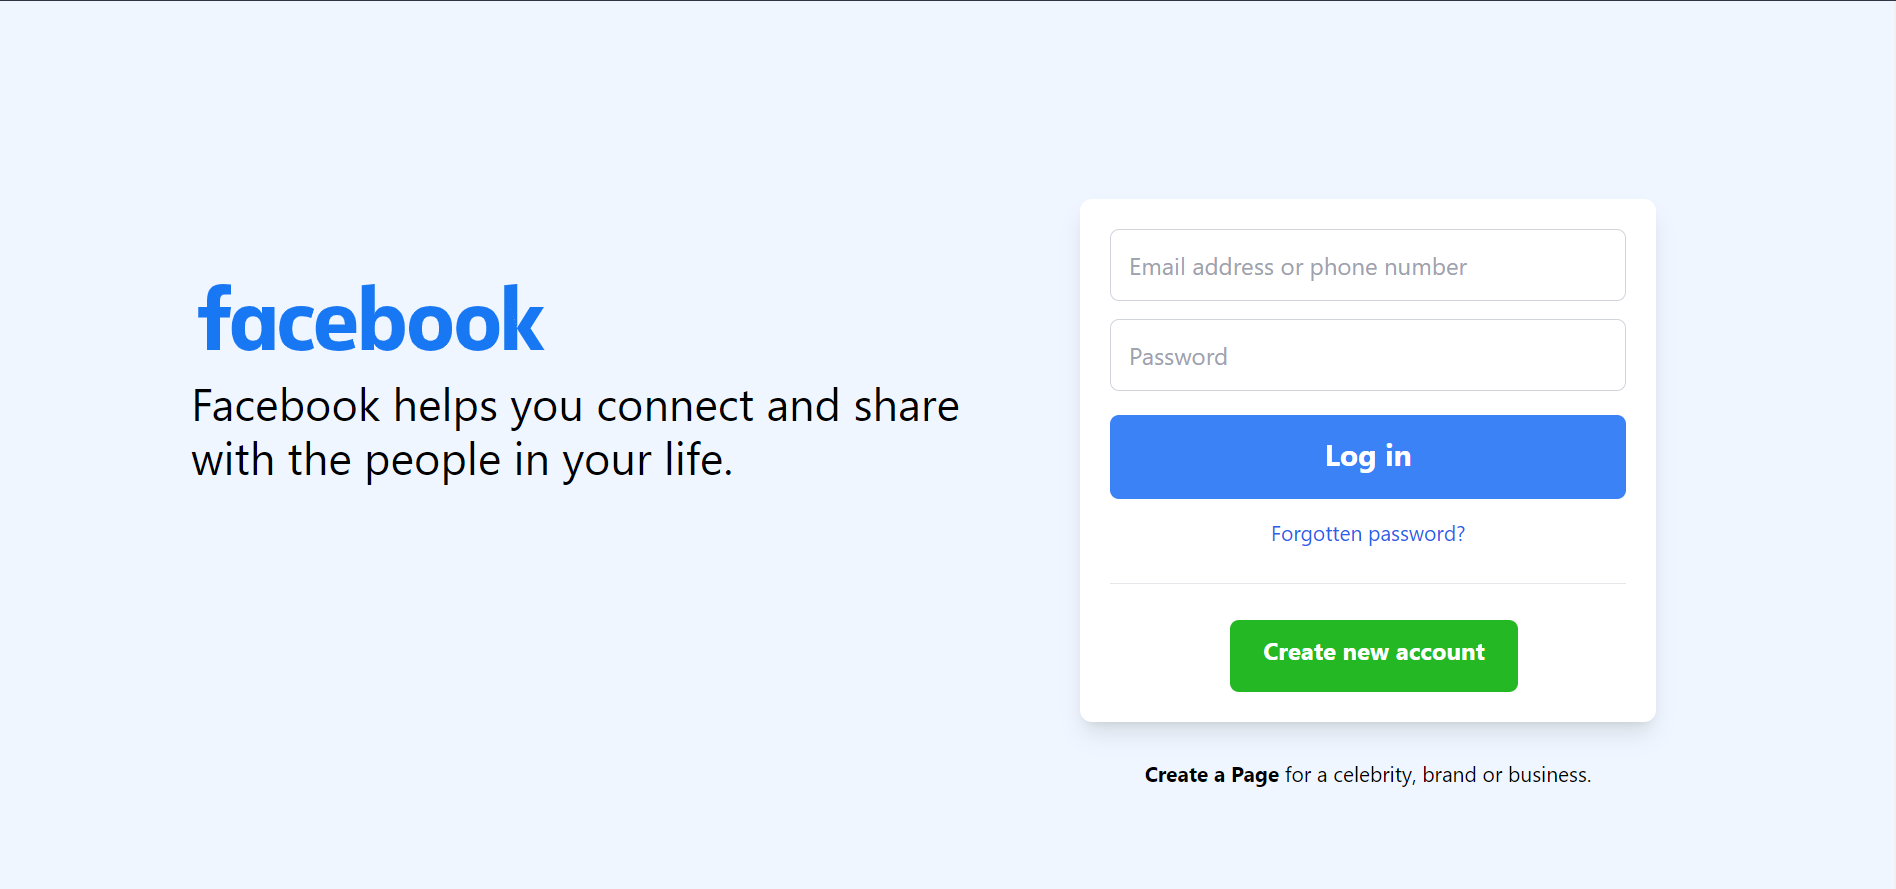 facebook
Facebook helps you connect and share
with the people in your life.
Email address or phone number
Password
Log in
Forgotten password?
Create new account
Create a Page for a celebrity, brand or business.